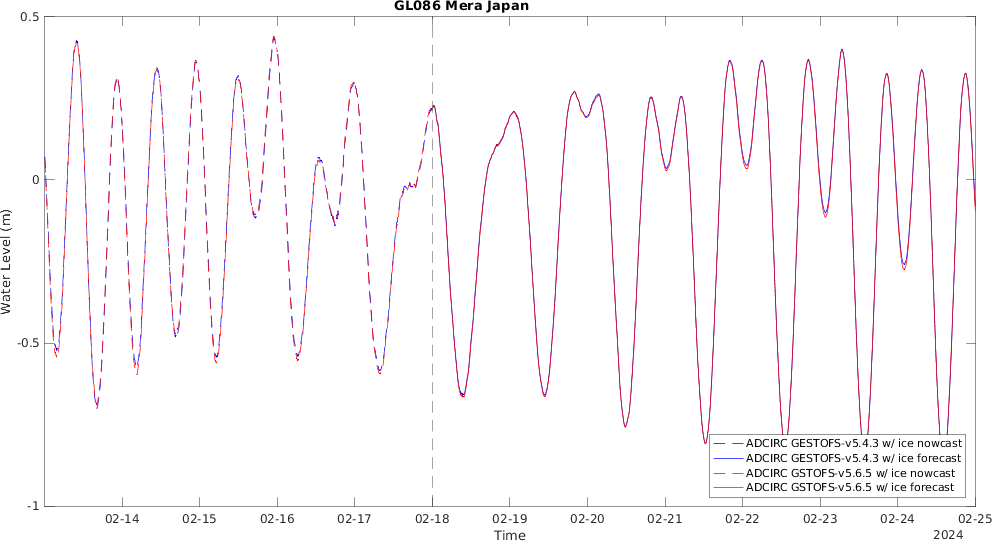 GL086 Mera Japan
0.5
0
-0.5
-1
Water Level (m)
ADCIRC GESTOFS-v5.4.3 w/ ice nowcast
ADCIRC GESTOFS-v5.4.3 w/ ice forecast
ADCIRC GSTOFS-v5.6.5 w/ ice nowcast
ADCIRC GSTOFS-v5.6.5 w/ ice forecast
02-14 02-15 02-16 02-17 02-18 02-19 02-20 02-21 02-22 02-23 02-24 02-25
Time
2024